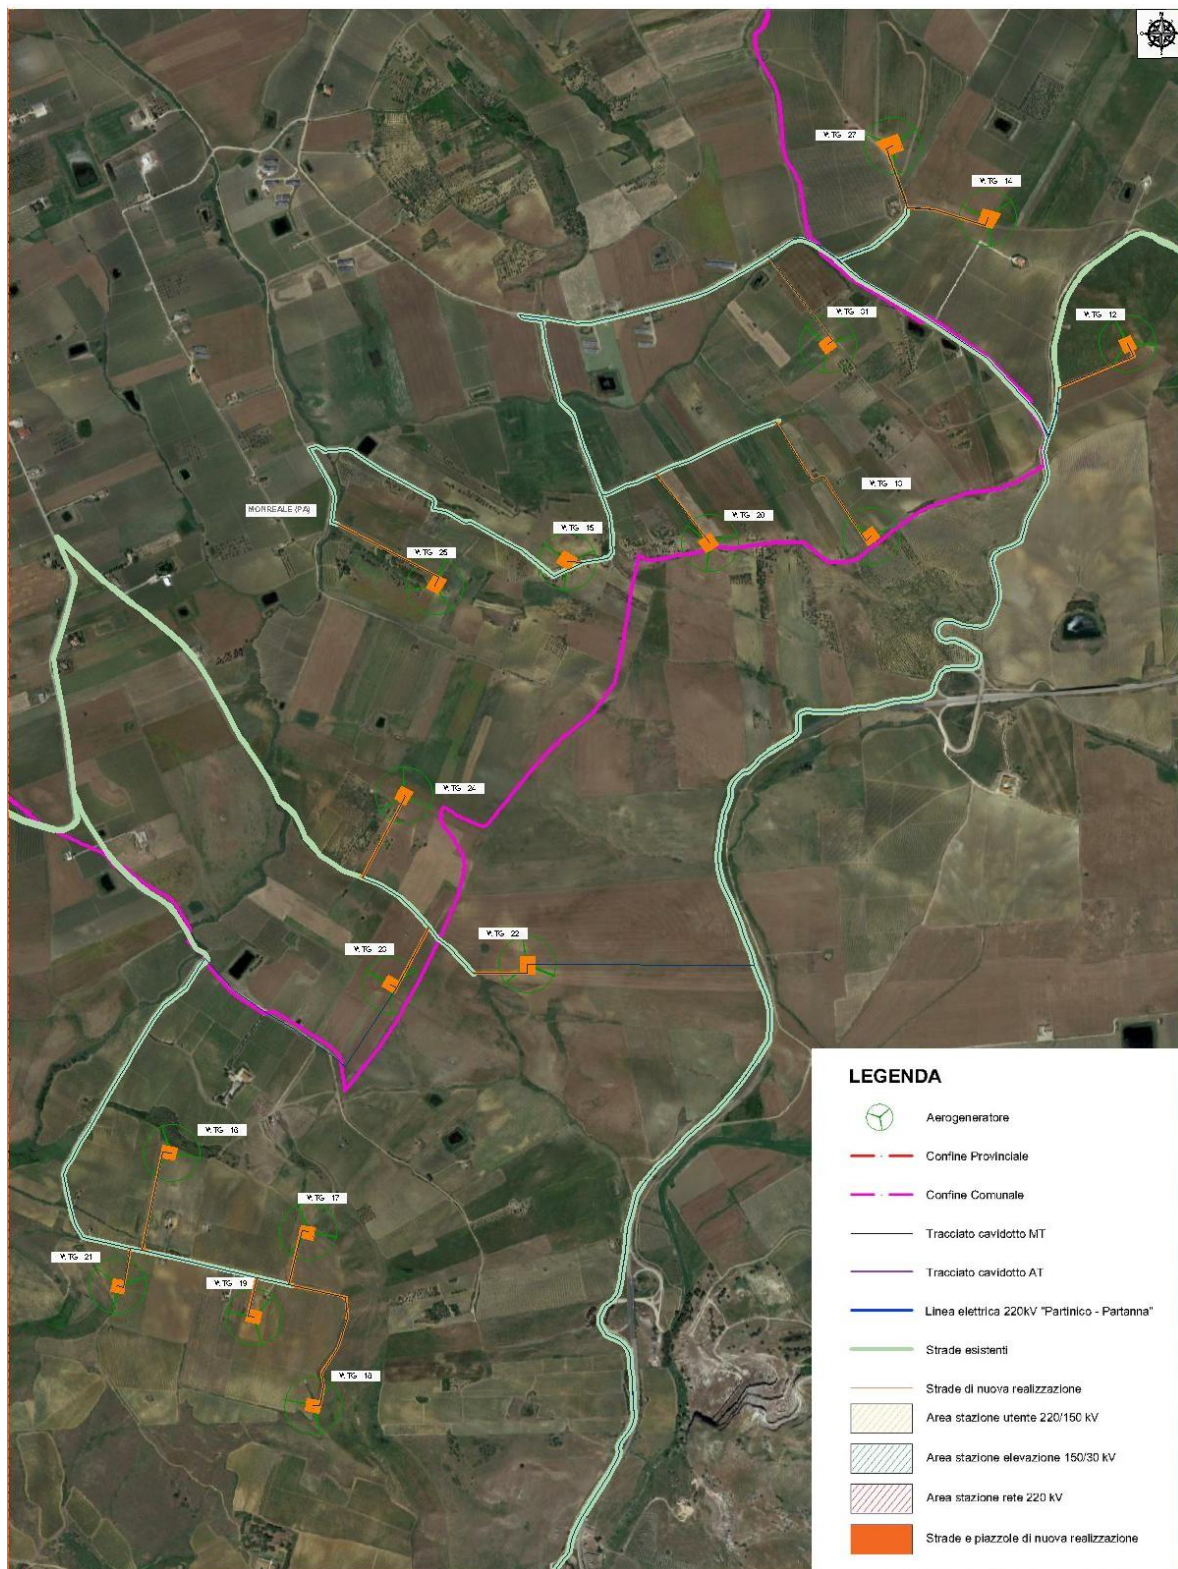 N
W.TG 27
W.TG 14
W.TG 12
W.TG 31
W.TG 13
W.TG 20
W.TG 15
MONREALE (PA)
W.TG 25
W.TG 24
W.TG 22
W.TG 23
W.TG 16
W.TG 17
W.TG 21
W.TG 19
W.TG 18
LEGENDA
Aerogeneratore
Confine Provinciale
Confine Comunale
Tracciato cavidotto MT
Tracciato cavidotto AT
Linea elettrica 220kV "Partinico - Partanna"
Strade esistenti
Strade di nuova realizzazione
Area stazione utente 220/150 kV
Area stazione elevazione 150/30 kV
Area stazione rete 220 kV
Strade e piazzole di nuova realizzazione